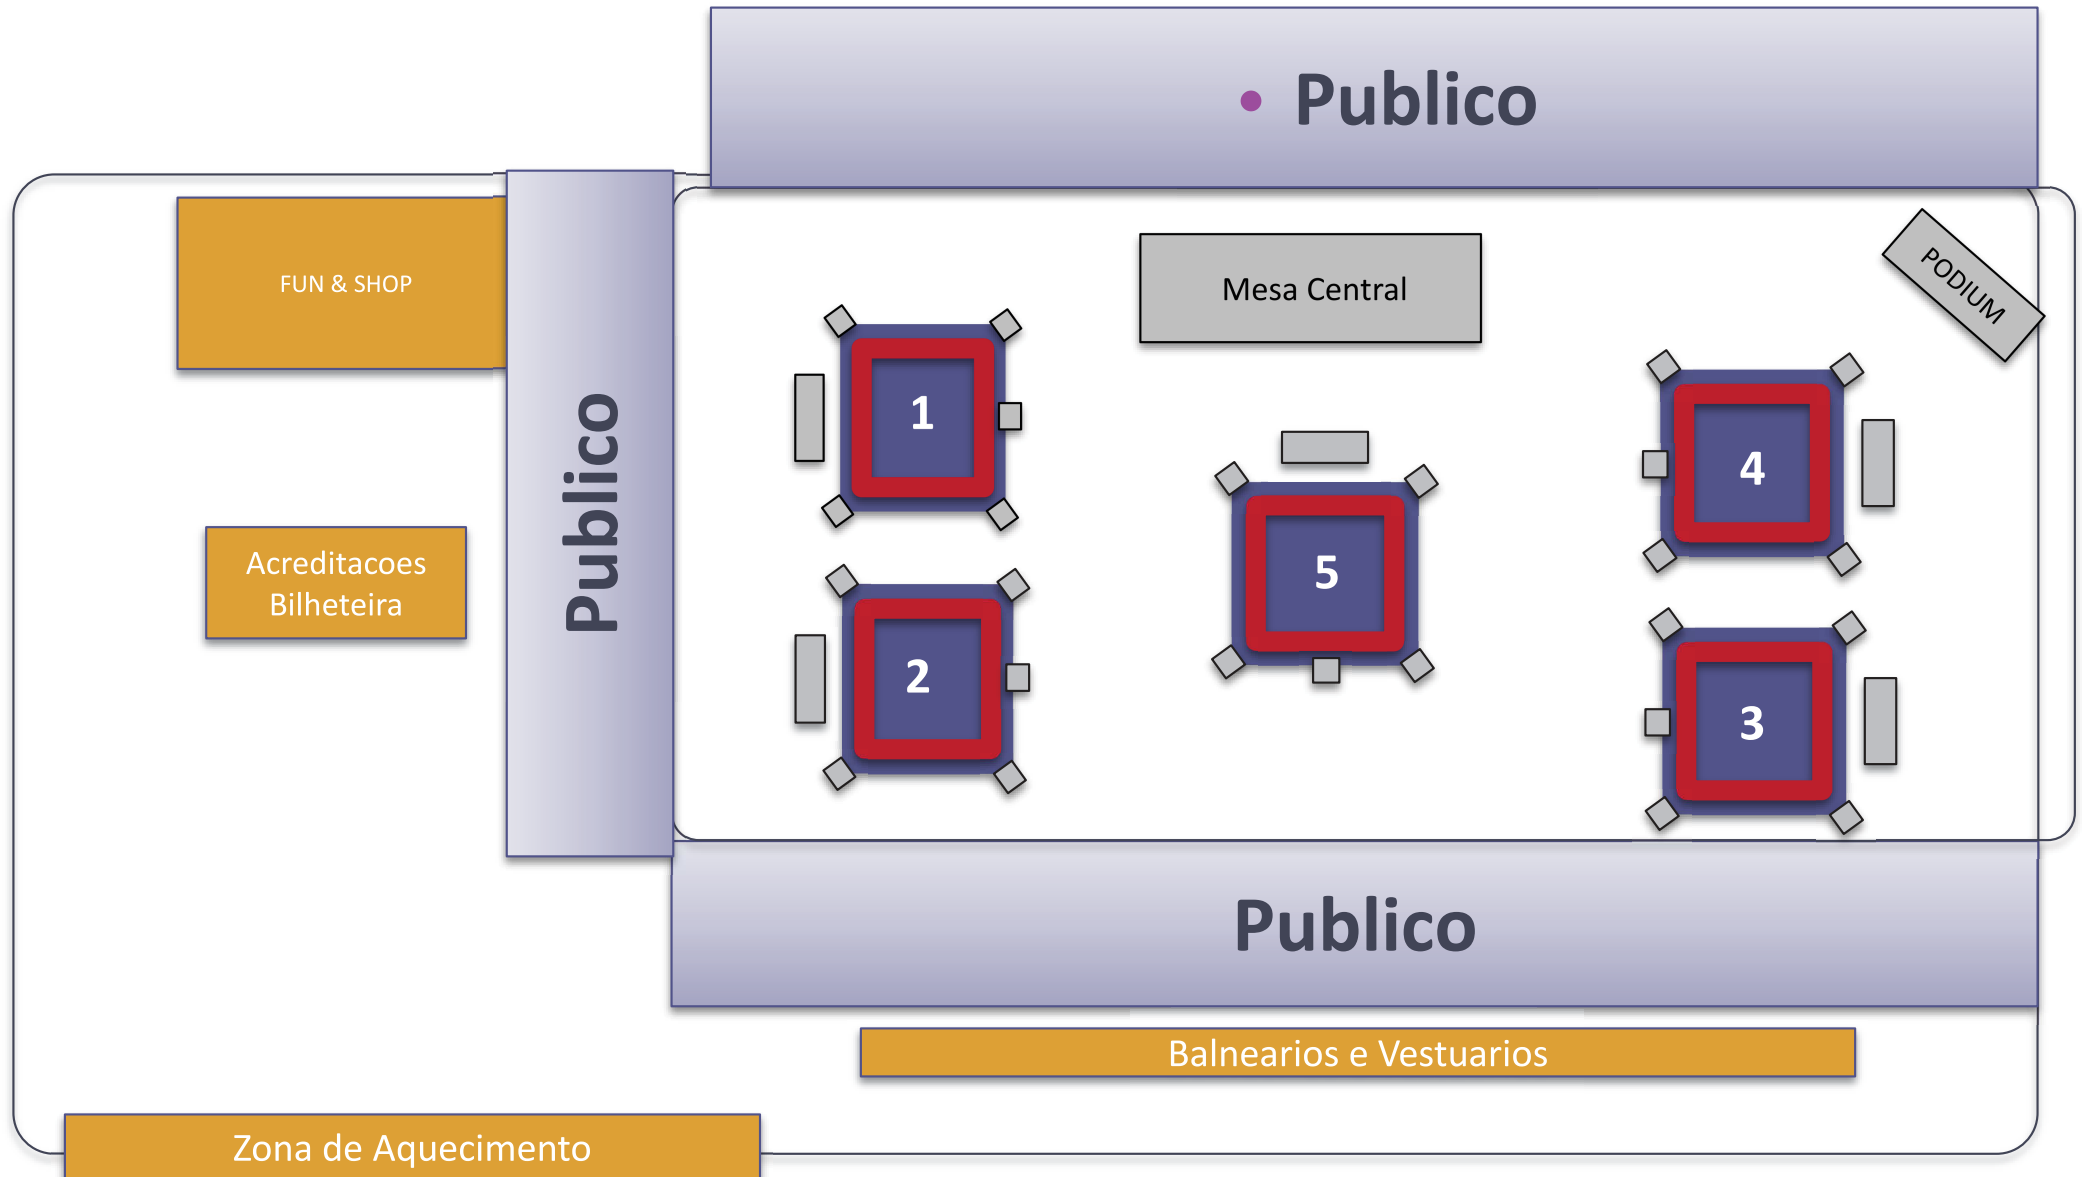 • Publico
FUN & SHOP
Mesa Central
PODIUM
Publico
1
4
5
Acreditacoes
Bilheteira
2
3
Publico
Balnearios e Vestuarios
Zona de Aquecimento